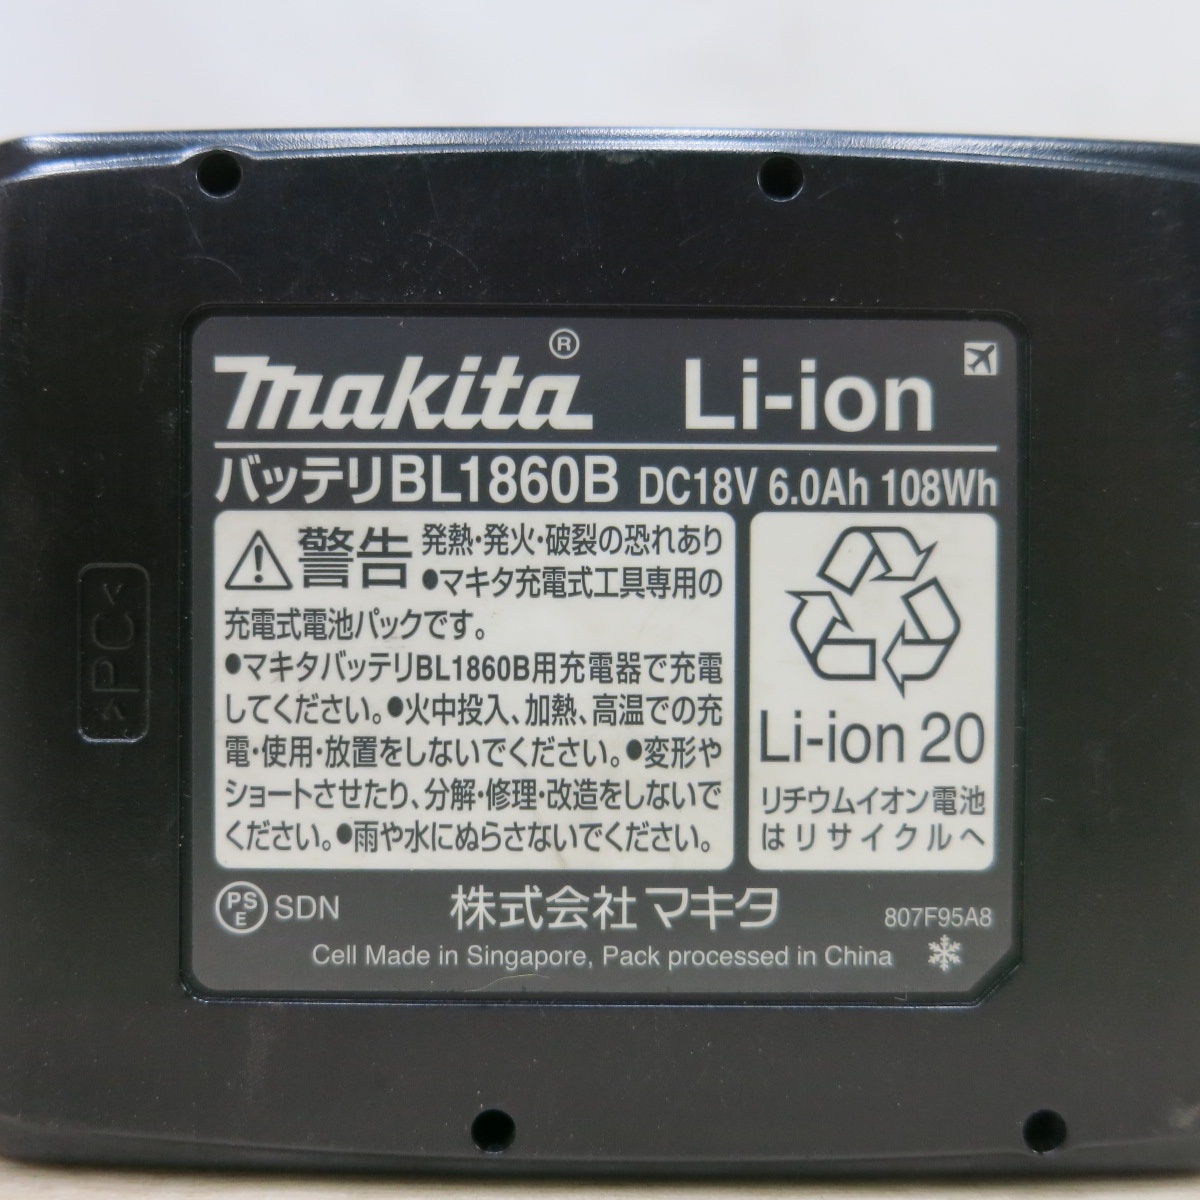 makita® Li-ion
バッテリBL1860B DC18V 6.0Ah 108Wh
警告 発熱・発火・破裂の恐れあり
●マキタ充電式工具専用の
充電式電池パックです。
●マキタバッテリBL1860B用充電器で充電
してください。●火中投入、加熱、高温での充
電・使用・放置をしないでください。●変形や
ショートさせたり、分解・修理・改造をしないで
ください。●雨や水にぬらさないでください。
Li-ion 20
リチウムイオン電池
はリサイクルへ
PSE SDN 株式会社マキタ 807F95A8
Cell Made in Singapore, Pack processed in China
>PC<